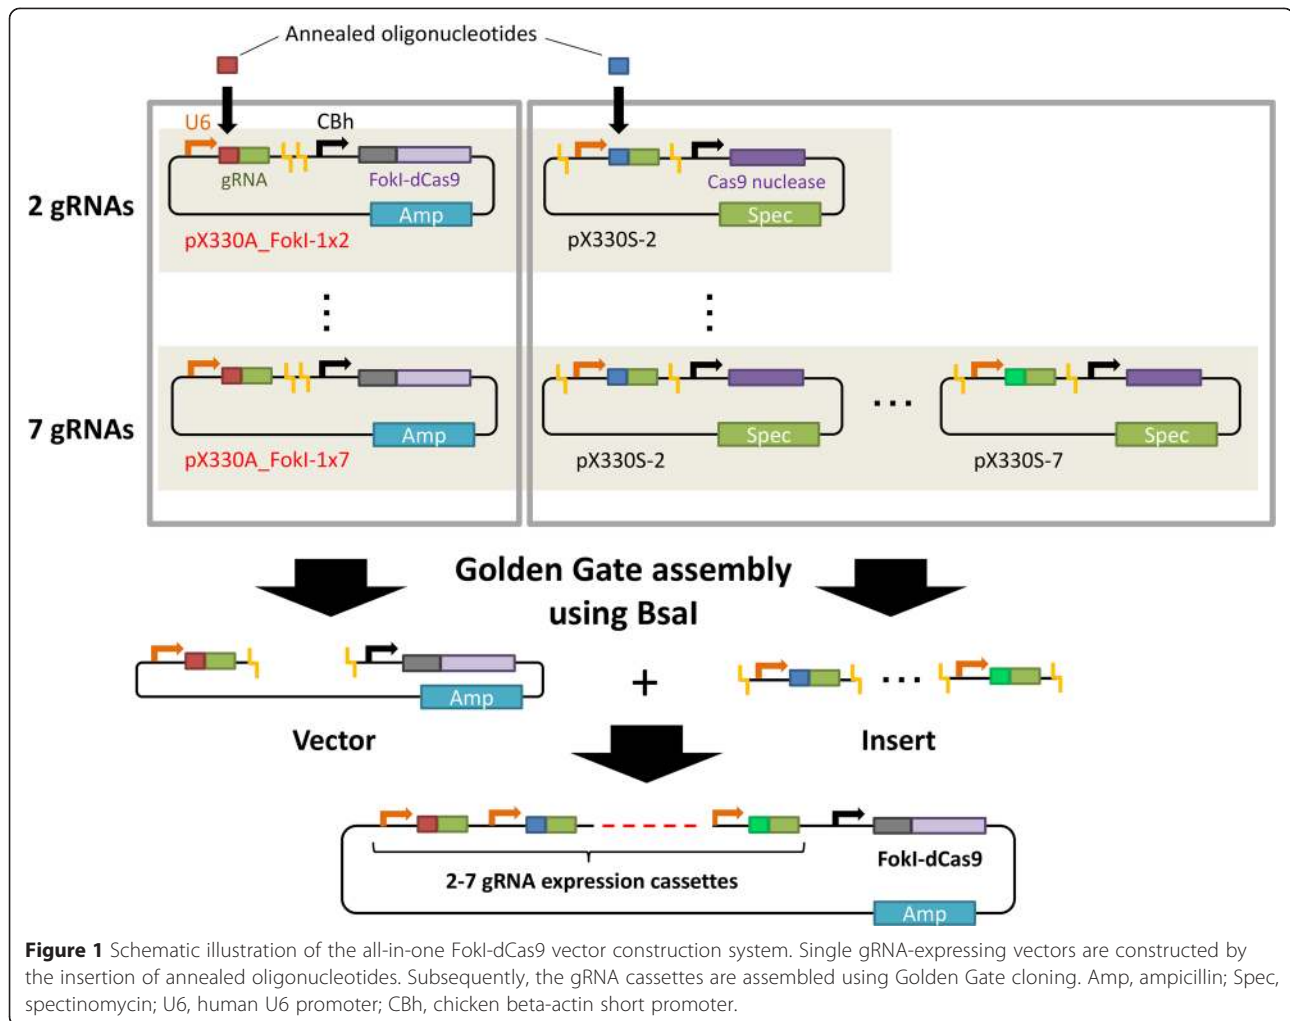 Annealed oligonucleotides
U6
CBh
gRNA
FokI-dCas9
Cas9 nuclease
2 gRNAs
Amp
Spec
pX330A_FokI-1x2
pX330S-2
7 gRNAs
Amp
Spec
Spec
pX330A_FokI-1x7
pX330S-2
pX330S-7
Golden Gate assembly
using BsaI
Amp
+
Vector
Insert
FokI-dCas9
2-7 gRNA expression cassettes
Amp
Figure 1 Schematic illustration of the all-in-one FokI-dCas9 vector construction system. Single gRNA-expressing vectors are constructed by
the insertion of annealed oligonucleotides. Subsequently, the gRNA cassettes are assembled using Golden Gate cloning. Amp, ampicillin; Spec,
spectinomycin; U6, human U6 promoter; CBh, chicken beta-actin short promoter.